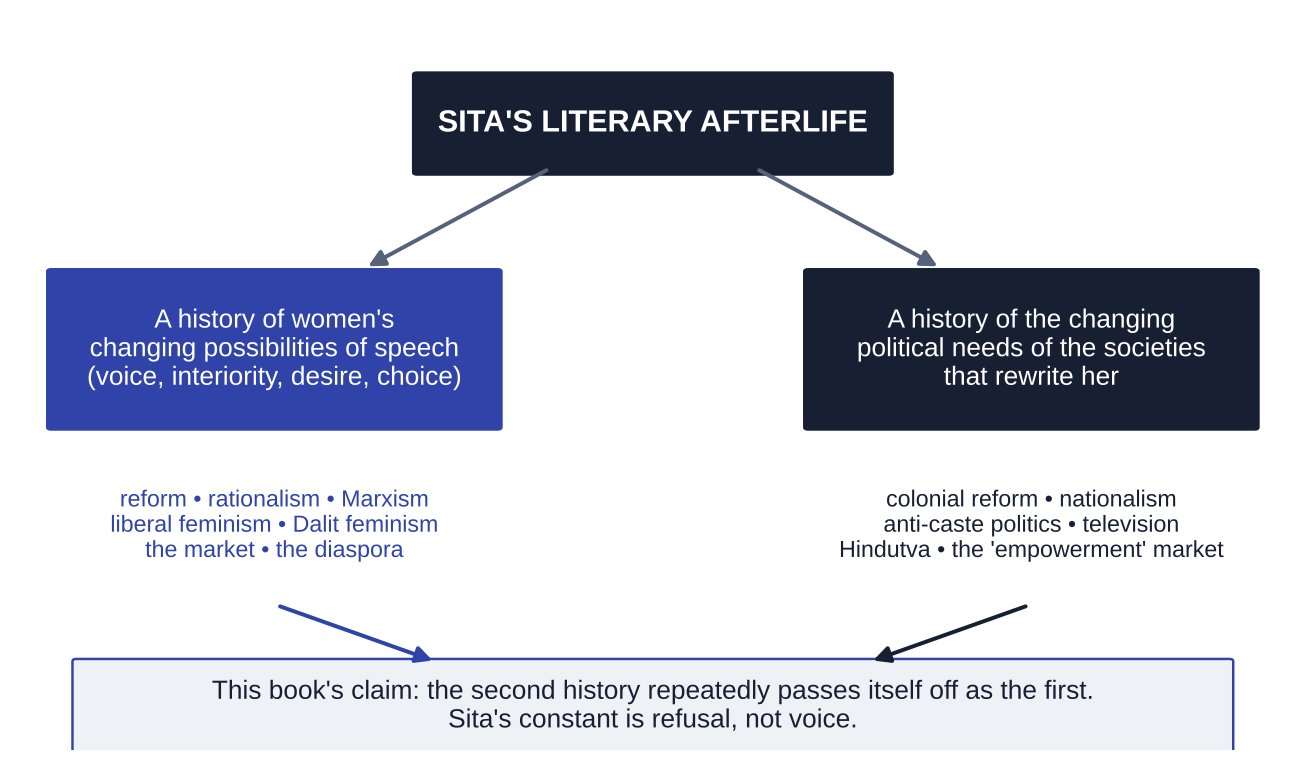 SITA'S LITERARY AFTERLIFE
A history of women's
changing possibilities of speech
(voice, interiority, desire, choice)
A history of the changing
political needs of the societies
that rewrite her
reform • rationalism • Marxism
liberal feminism • Dalit feminism
the market • the diaspora
colonial reform • nationalism
anti-caste politics • television
Hindutva • the 'empowerment' market
This book's claim: the second history repeatedly passes itself off as the first.
Sita's constant is refusal, not voice.